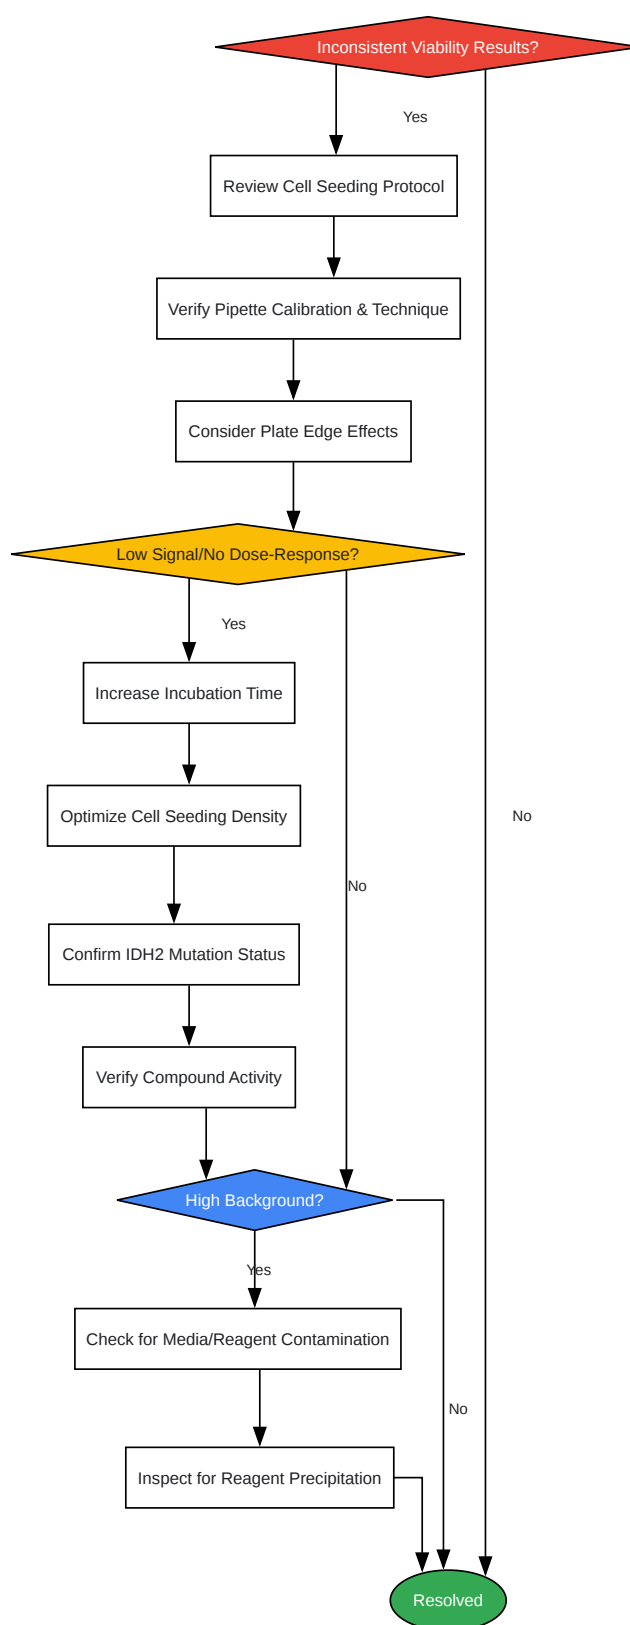 Inconsistent Viability Results?
Yes
Review Cell Seeding Protocol
Verify Pipette Calibration & Technique
Consider Plate Edge Effects
Low Signal/No Dose-Response?
Yes
Increase Incubation Time
Optimize Cell Seeding Density
No
No
Confirm IDH2 Mutation Status
Verify Compound Activity
High Background?
Yes
Check for Media/Reagent Contamination
No
Inspect for Reagent Precipitation
Resolved